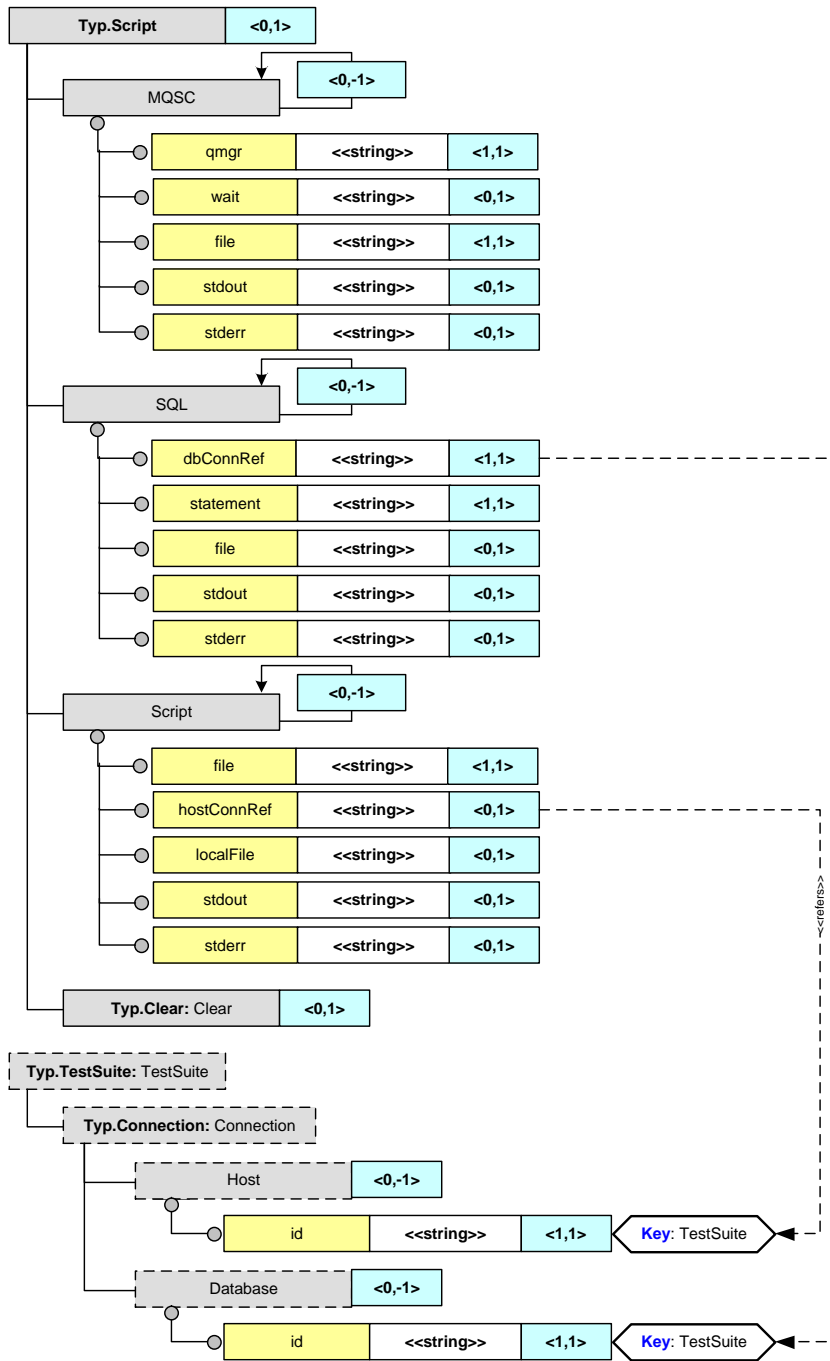 Typ.Script <0,1>
<0,-1>
MQSC
qmgr <<string>> <1,1>
wait <<string>> <0,1>
file <<string>> <1,1>
stdout <<string>> <0,1>
stderr <<string>> <0,1>
<0,-1>
SQL
dbConnRef <<string>> <1,1>
statement <<string>> <1,1>
file <<string>> <0,1>
stdout <<string>> <0,1>
stderr <<string>> <0,1>
<0,-1>
Script
file <<string>> <1,1>
hostConnRef <<string>> <0,1>
localFile <<string>> <0,1>
stdout <<string>> <0,1>
stderr <<string>> <0,1>
<<refers>>
Typ.Clear: Clear <0,1>
Typ.TestSuite: TestSuite
Typ.Connection: Connection
Host <0,-1>
id <<string>> <1,1> Key: TestSuite
Database <0,-1>
id <<string>> <1,1> Key: TestSuite